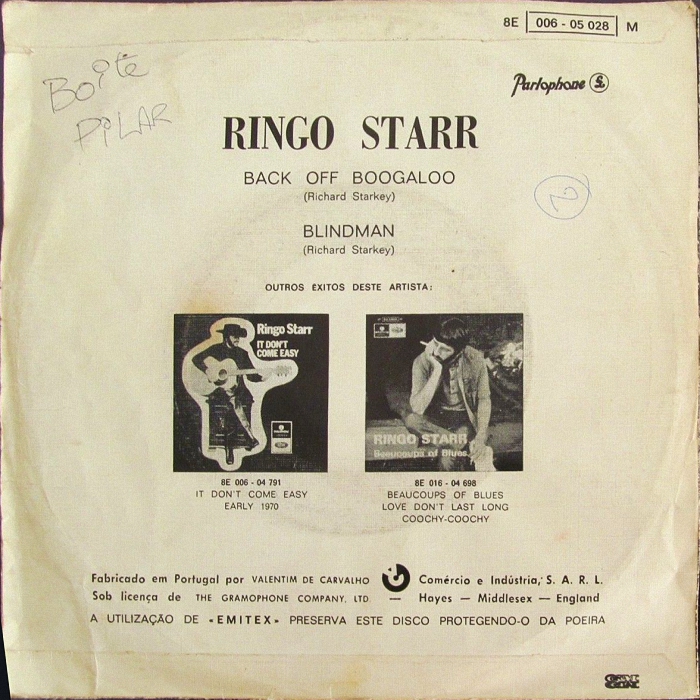 8E 006 - 05 028 M
Boite
PILAR
Parlophone
RINGO STARR
BACK OFF BOOGALOO
(Richard Starkey)
2
BLINDMAN
(Richard Starkey)
OUTROS ÊXITOS DESTE ARTISTA:
Ringo Starr
IT DON'T
COME EASY
RINGO STARR
Beaucoups of Blues
8E 006 - 04 791
IT DON'T COME EASY
EARLY 1970
8E 016 - 04 698
BEAUCOUPS OF BLUES
LOVE DON'T LAST LONG
COOCHY-COOCHY
Fabricado em Portugal por VALENTIM DE CARVALHO Comércio e Indústria, S. A. R. L.
Sob licença de THE GRAMOPHONE COMPANY, LTD. — Hayes — Middlesex — England
A UTILIZAÇÃO DE «EMITEX» PRESERVA ESTE DISCO PROTEGENDO-O DA POEIRA